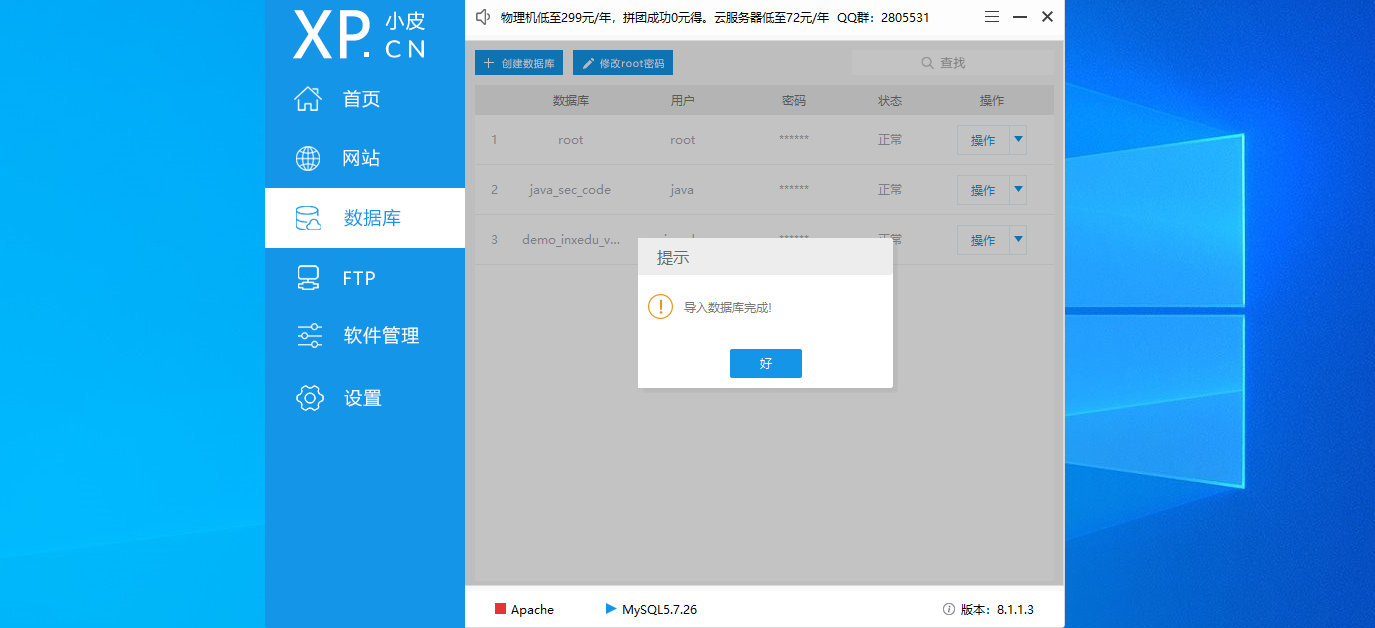 XP.小皮
CN
物理机低至299元/年，拼团成功0元得。云服务器低至72元/年 QQ群：2805531
首页
网站
数据库
FTP
软件管理
设置
创建数据库
修改root密码
查找
数据库 用户 密码 状态 操作
1 root root ****** 正常 操作
2 java_sec_code java ****** 正常 操作
3 demo_inxedu_v... ****** 正常 操作
提示
导入数据库完成!
好
Apache
MySQL5.7.26
版本：8.1.1.3